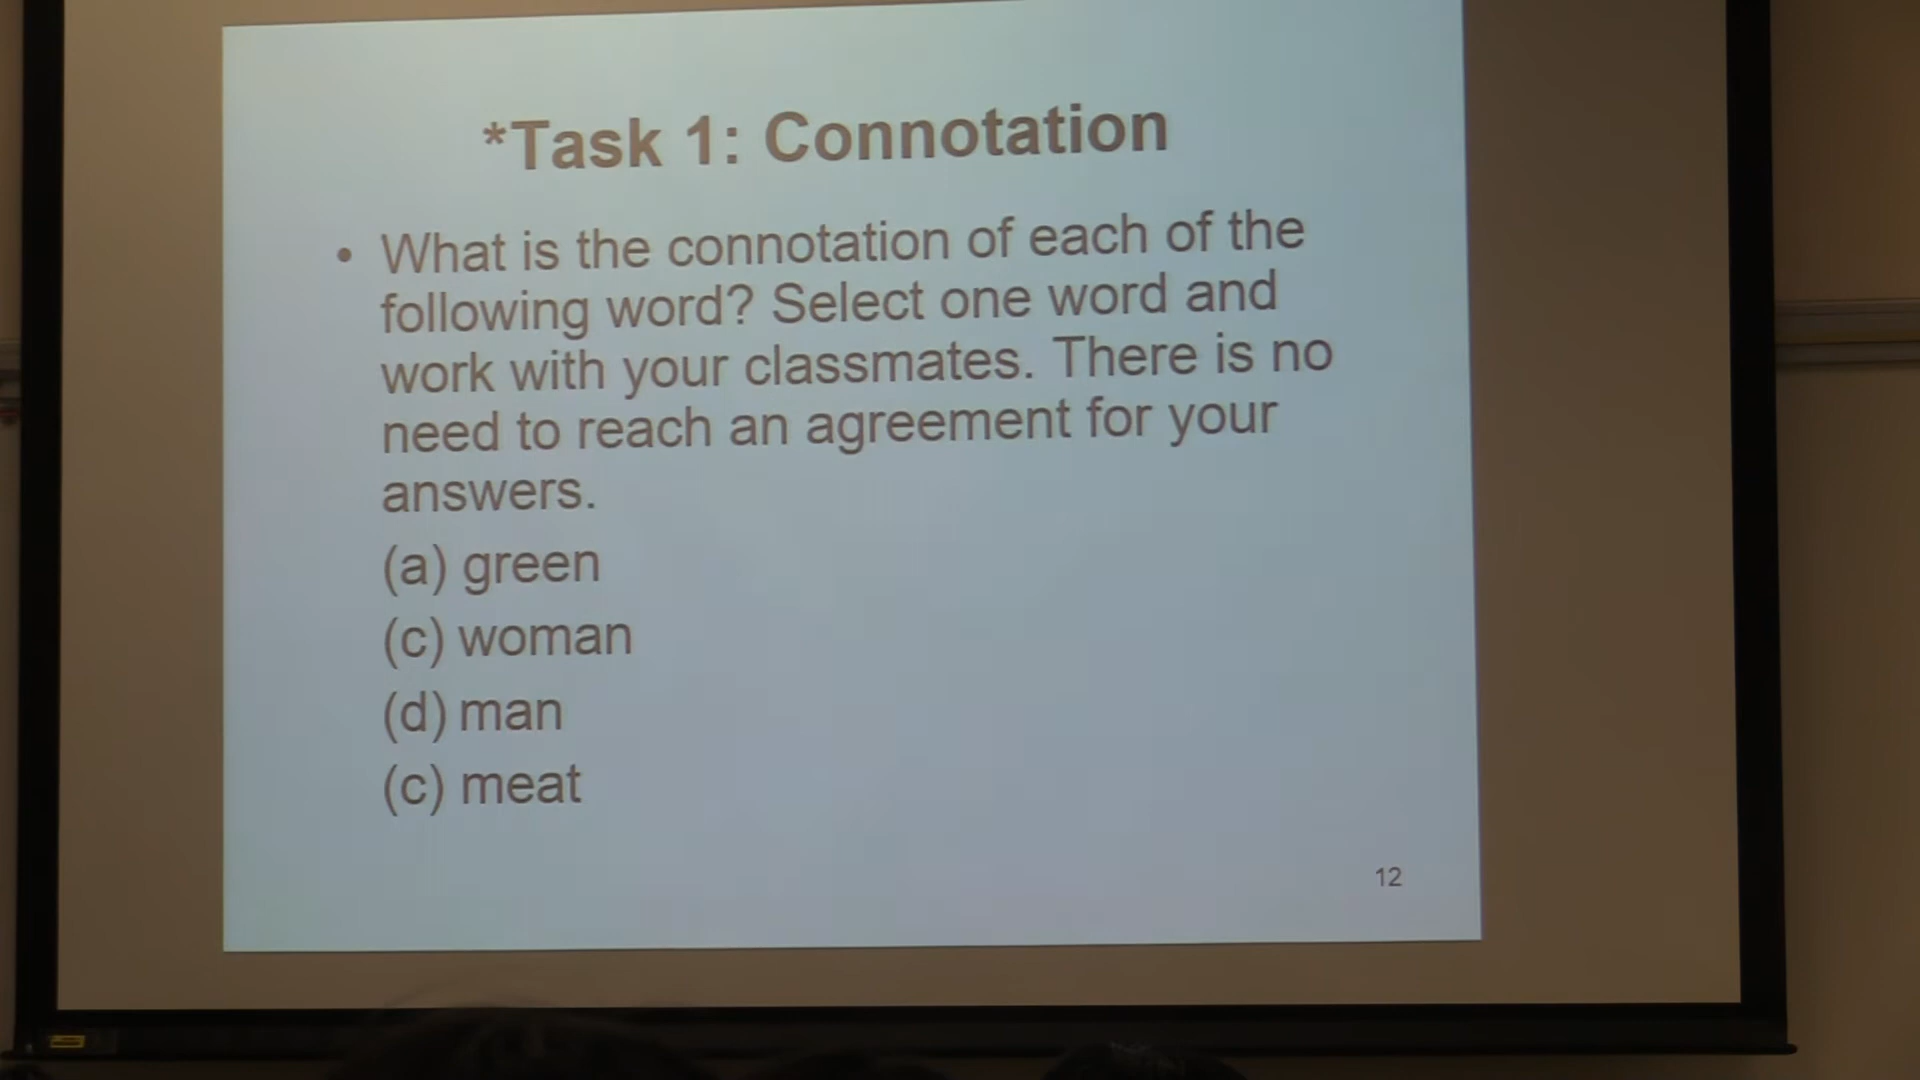 *Task 1: Connotation
• What is the connotation of each of the
following word? Select one word and
work with your classmates. There is no
need to reach an agreement for your
answers.
(a) green
(c) woman
(d) man
(c) meat
12